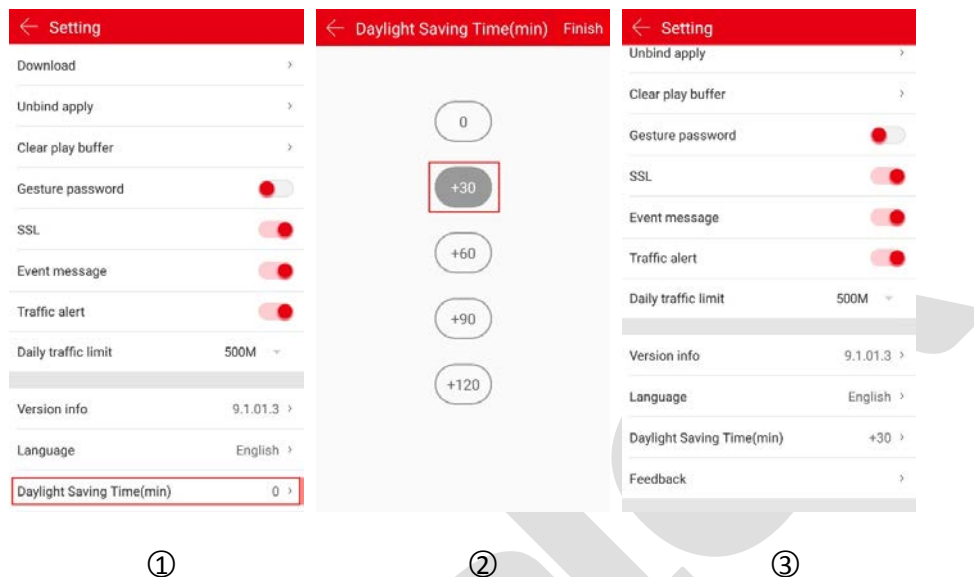 Setting
Download
Unbind apply
Clear play buffer
Gesture password
SSL
Event message
Traffic alert
Daily traffic limit 500M
Version info 9.1.01.3
Language English
Daylight Saving Time(min) 0
①
Daylight Saving Time(min) Finish
0
+30
+60
+90
+120
②
Setting
Unbind apply
Clear play buffer
Gesture password
SSL
Event message
Traffic alert
Daily traffic limit 500M
Version info 9.1.01.3
Language English
Daylight Saving Time(min) +30
Feedback
③